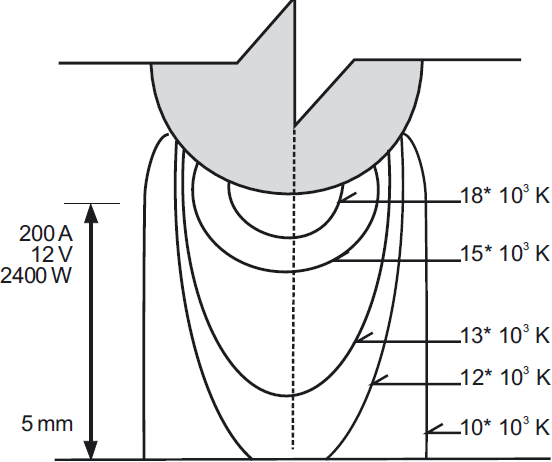 18* 10³ K
200 A
12 V
15* 10³ K
2400 W
13* 10³ K
12* 10³ K
5 mm
10* 10³ K